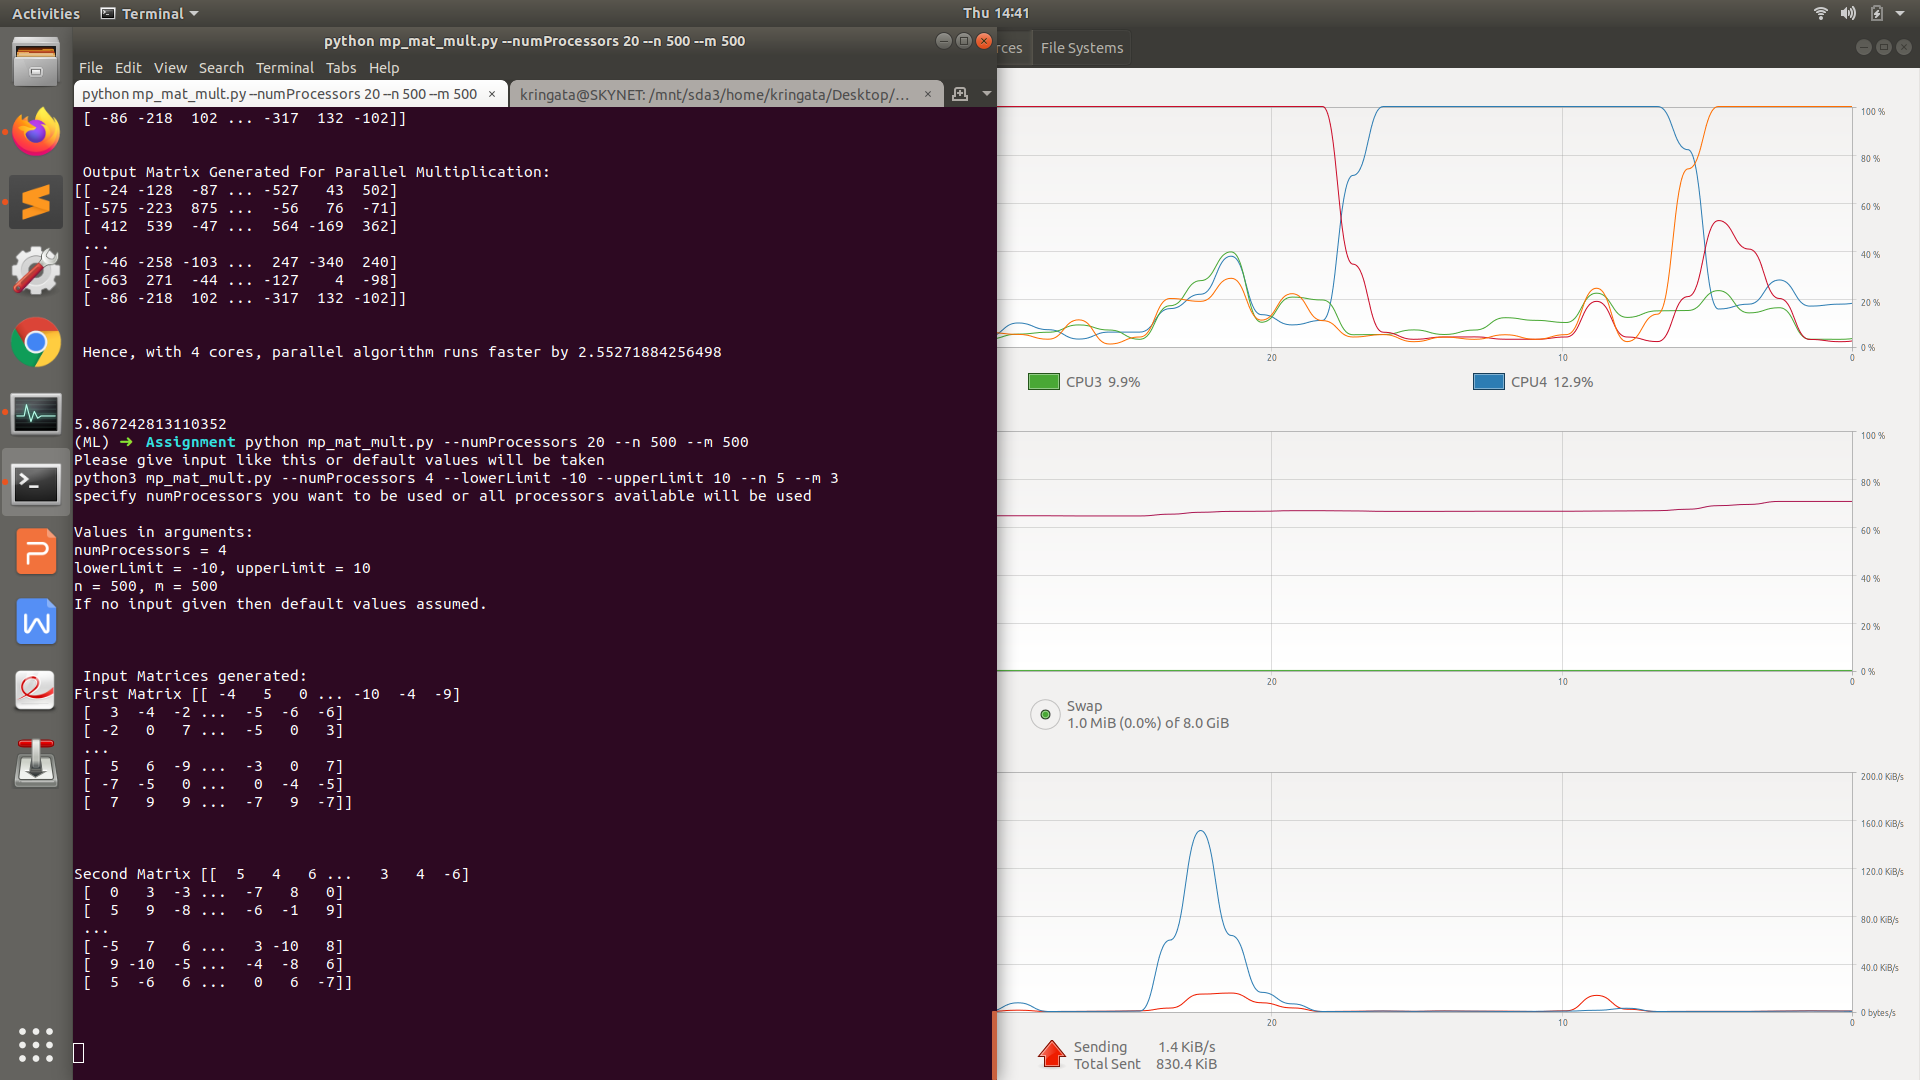 Activities Terminal Thu 14:41
python mp_mat_mult.py --numProcessors 20 --n 500 --m 500
File Edit View Search Terminal Tabs Help
python mp_mat_mult.py --numProcessors 20 --n 500 --m 500 × kringata@SKYNET: /mnt/sda3/home/kringata/Desktop/... ×
[ -86 -218 102 ... -317 132 -102]]
Output Matrix Generated For Parallel Multiplication:
[[ -24 -128 -87 ... -527 43 502]
[-575 -223 875 ... -56 76 -71]
[ 412 539 -47 ... 564 -169 362]
...
[ -46 -258 -103 ... 247 -340 240]
[-663 271 -44 ... -127 4 -98]
[ -86 -218 102 ... -317 132 -102]]
Hence, with 4 cores, parallel algorithm runs faster by 2.55271884256498
5.867242813110352
(ML) ➜ Assignment python mp_mat_mult.py --numProcessors 20 --n 500 --m 500
Please give input like this or default values will be taken
python3 mp_mat_mult.py --numProcessors 4 --lowerLimit -10 --upperLimit 10 --n 5 --m 3
specify numProcessors you want to be used or all processors available will be used
Values in arguments:
numProcessors = 4
lowerLimit = -10, upperLimit = 10
n = 500, m = 500
If no input given then default values assumed.
Input Matrices generated:
First Matrix [[ -4 5 0 ... -10 -4 -9]
[ 3 -4 -2 ... -5 -6 -6]
[ -2 0 7 ... -5 0 3]
...
[ 5 6 -9 ... -3 0 7]
[ -7 -5 0 ... 0 -4 -5]
[ 7 9 9 ... -7 9 -7]]
Second Matrix [[ 5 4 6 ... 3 4 -6]
[ 0 3 -3 ... -7 8 0]
[ 5 9 -8 ... -6 -1 9]
...
[ -5 7 6 ... 3 -10 8]
[ 9 -10 -5 ... -4 -8 6]
[ 5 -6 6 ... 0 6 -7]]
rces File Systems
100 %
80 %
60 %
40 %
20 %
0 %
20 10 0
CPU3 9.9% CPU4 12.9%
100 %
80 %
60 %
40 %
20 %
0 %
20 10 0
Swap
1.0 MiB (0.0%) of 8.0 GiB
200.0 KiB/s
160.0 KiB/s
120.0 KiB/s
80.0 KiB/s
40.0 KiB/s
0 bytes/s
20 10 0
Sending 1.4 KiB/s
Total Sent 830.4 KiB